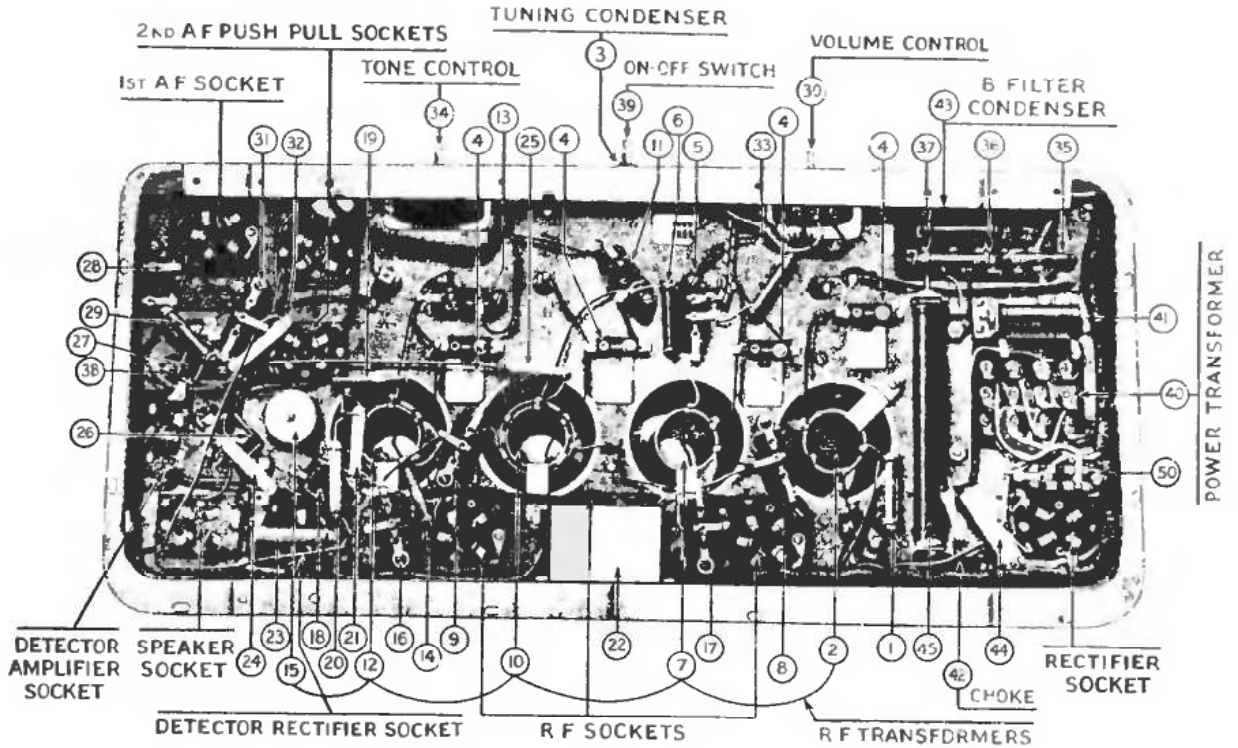 TUNING CONDENSER
2ND AF PUSH PULL SOCKETS
VOLUME CONTROL
TONE CONTROL
ON-OFF SWITCH
1ST AF SOCKET
B FILTER
CONDENSER
3
34
39
30
43
31 32 19 4 13 25 4 11 6 5 33 4 4 37 36 35
28
29
27
38
26
41
40
50
POWER TRANSFORMER
DETECTOR
AMPLIFIER
SOCKET
SPEAKER
SOCKET
24 23 15 18 20 21 12 16 14 9 10 22 7 17 8 2 1 45 42 44
CHOKE
RECTIFIER
SOCKET
DETECTOR RECTIFIER SOCKET
RF SOCKETS
RF TRANSFORMERS